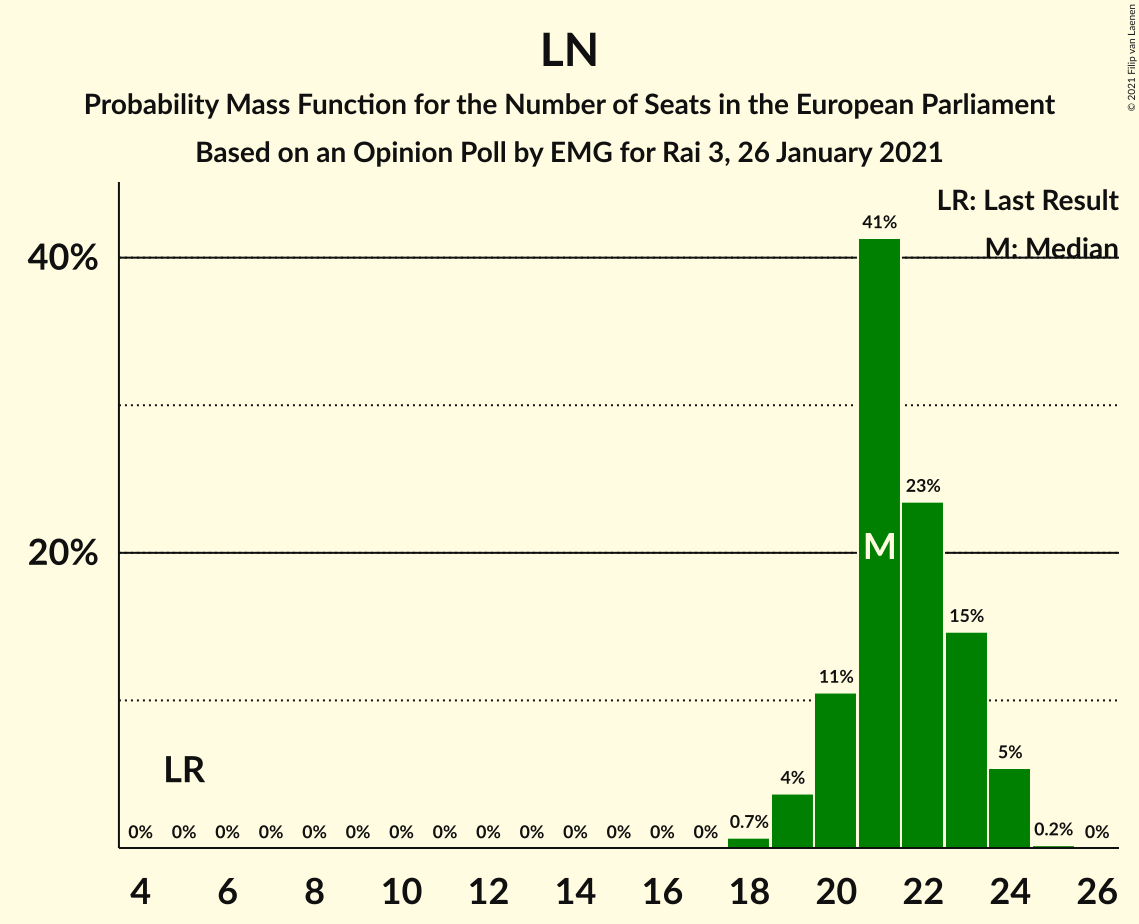 LN
Probability Mass Function for the Number of Seats in the European Parliament
Based on an Opinion Poll by EMG for Rai 3, 26 January 2021
© 2021 Filip van Laenen
LR: Last Result
M: Median
40%
20%
41%
23%
M
15%
11%
5%
LR
4%
0% 0% 0% 0% 0% 0% 0% 0% 0% 0% 0% 0% 0% 0% 0.7% 0.2% 0%
4 6 8 10 12 14 16 18 20 22 24 26